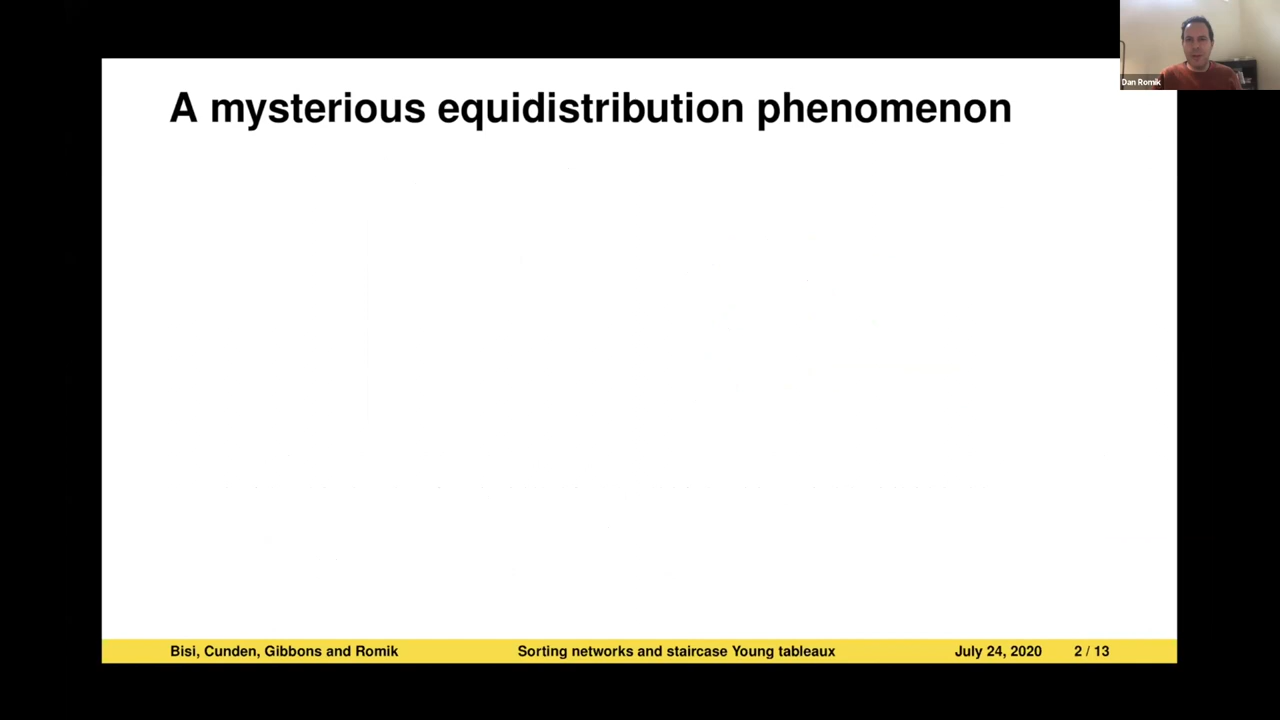 A mysterious equidistribution phenomenon
Dan Romik
Bisi, Cunden, Gibbons and Romik Sorting networks and staircase Young tableaux July 24, 2020 2 / 13